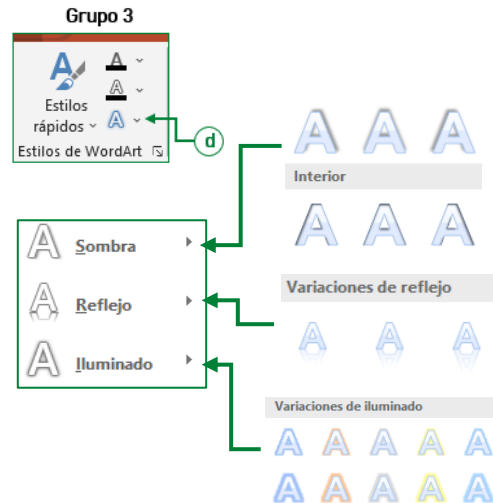 Grupo 3
Estilos
rápidos
Estilos de WordArt
d
Interior
Sombra
Reflejo
Iluminado
Variaciones de reflejo
Variaciones de iluminado